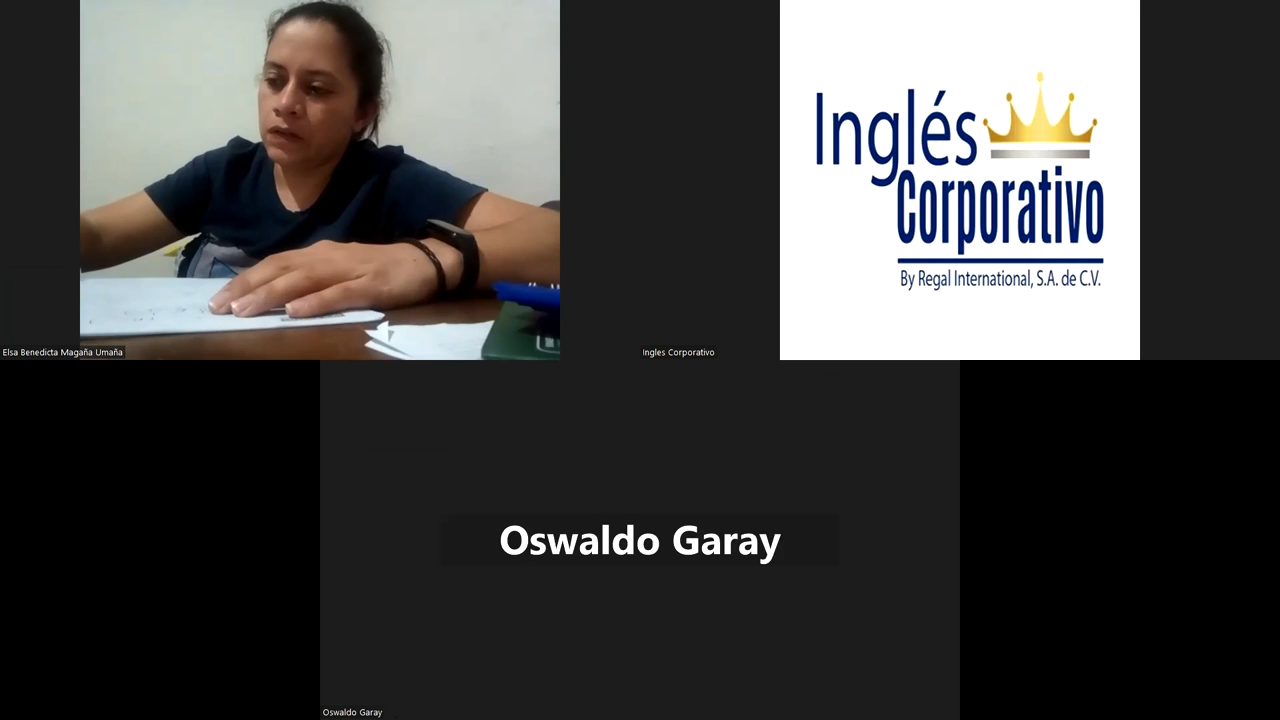 Inglés
Corporativo
By Regal International, S.A. de C.V.
Elsa Benedicta Magaña Umaña
Ingles Corporativo
Oswaldo Garay
Oswaldo Garay